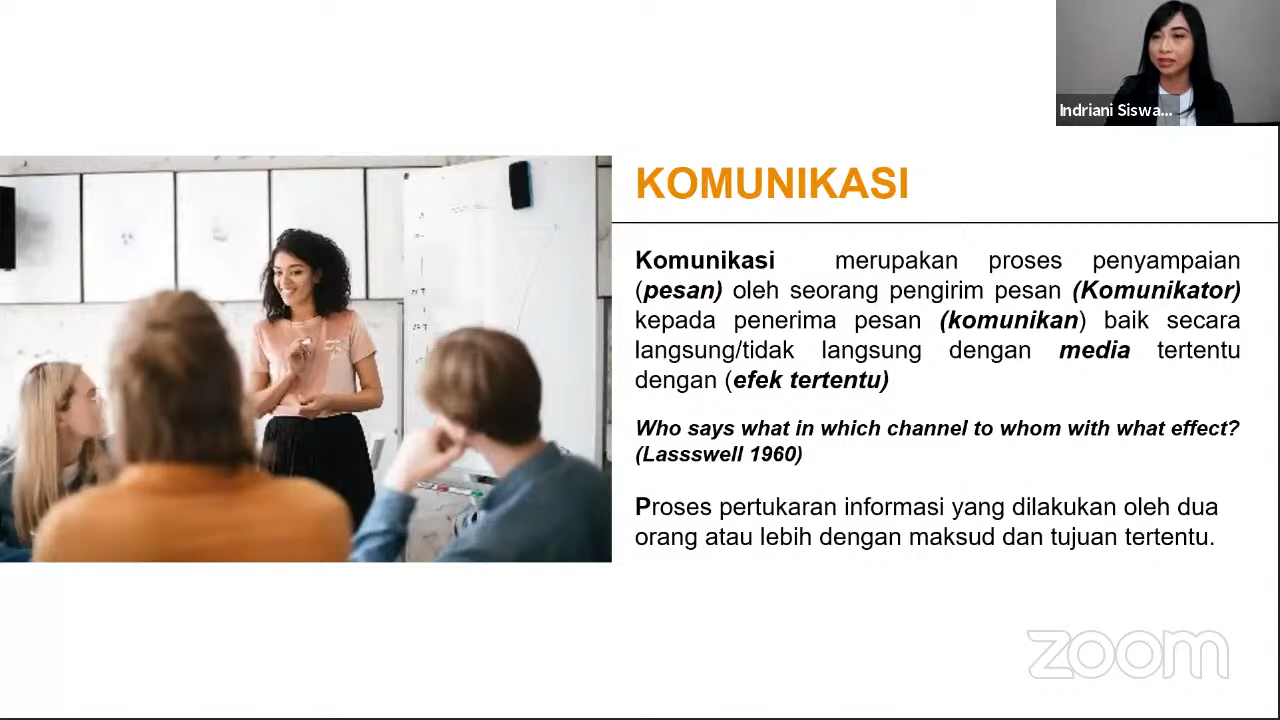 Indriani Siswa...
KOMUNIKASI
Komunikasi merupakan proses penyampaian
(pesan) oleh seorang pengirim pesan (Komunikator)
kepada penerima pesan (komunikan) baik secara
langsung/tidak langsung dengan media tertentu
dengan (efek tertentu)
Who says what in which channel to whom with what effect?
(Lassswell 1960)
Proses pertukaran informasi yang dilakukan oleh dua
orang atau lebih dengan maksud dan tujuan tertentu.
zoom